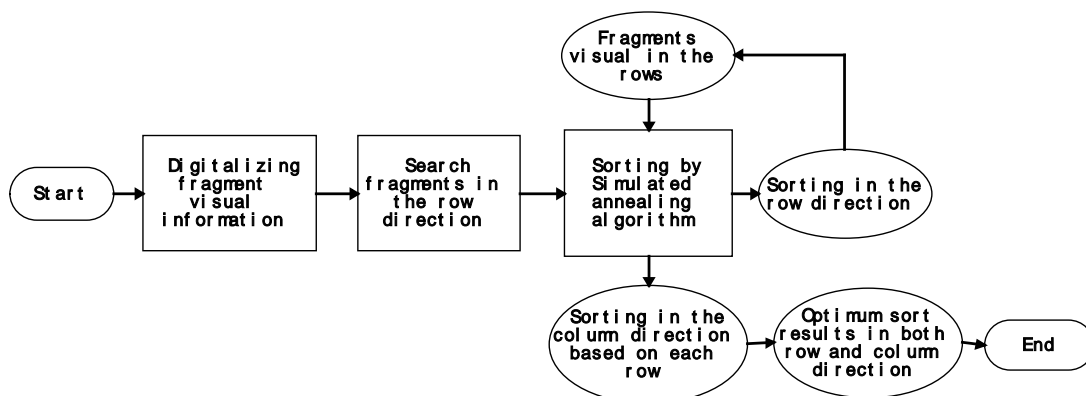 Fragments
visual in the
rows
Start
Digitalizing
fragment
visual
information
Search
fragments in
the row
direction
Sorting by
Simulated
annealing
algorithm
Sorting in the
row direction
Sorting in the
column direction
based on each
row
Optimum sort
results in both
row and column
direction
End